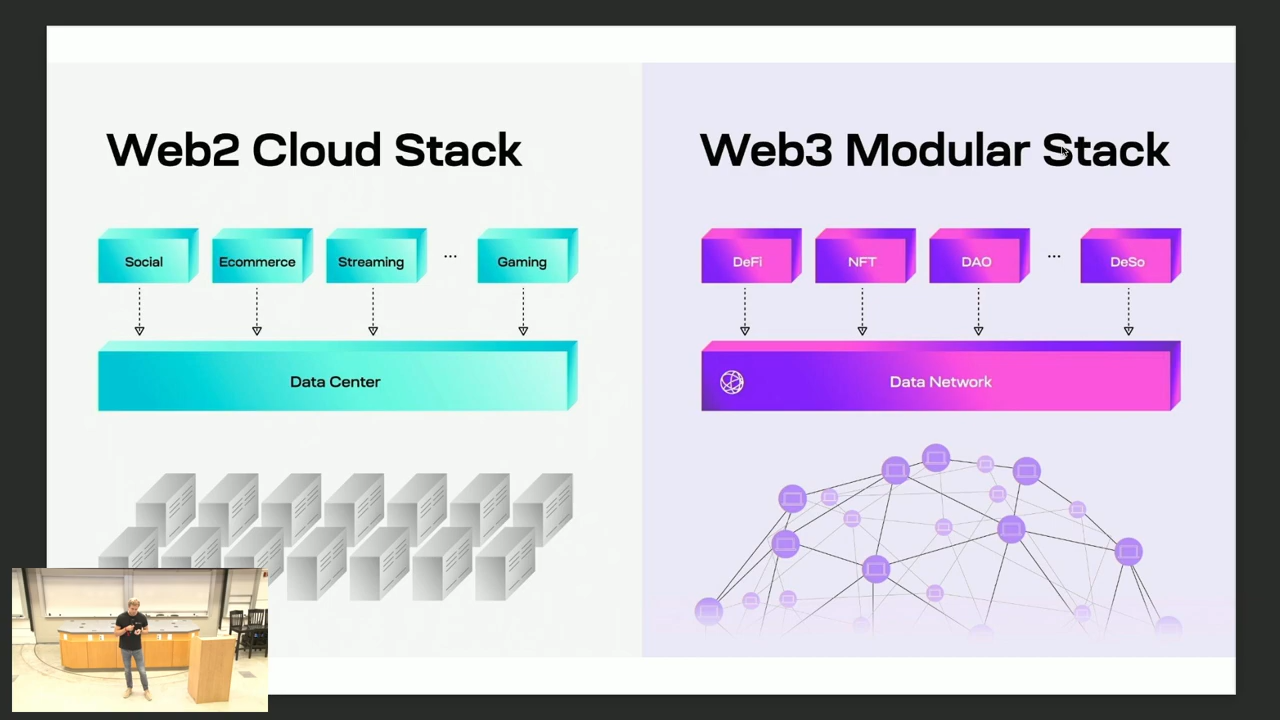 Web2 Cloud Stack
Social
Ecommerce
Streaming
...
Gaming
Data Center
Web3 Modular Stack
DeFi
NFT
DAO
...
DeSo
Data Network